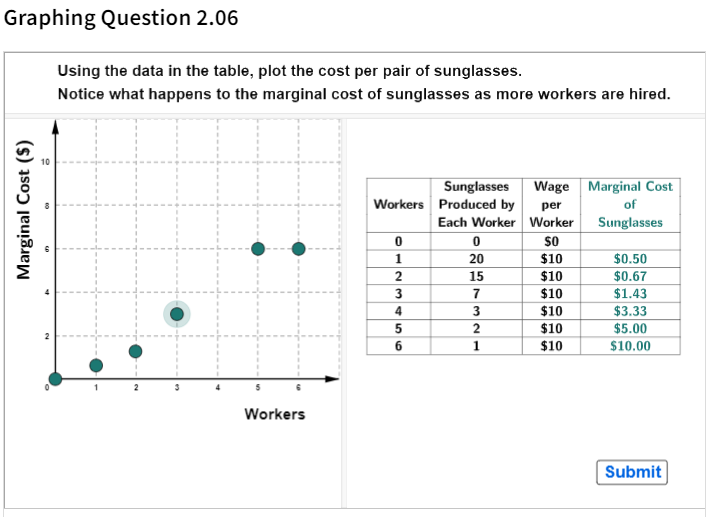 Graphing Question 2.06
Using the data in the table, plot the cost per pair of sunglasses.
Notice what happens to the marginal cost of sunglasses as more workers are hired.
Marginal Cost ($)
10
8
6
4
2
0 1 2 3 4 5 6
Workers
Workers Sunglasses Produced by Each Worker Wage per Worker Marginal Cost of Sunglasses
0 0 $0
1 20 $10 $0.50
2 15 $10 $0.67
3 7 $10 $1.43
4 3 $10 $3.33
5 2 $10 $5.00
6 1 $10 $10.00
Submit